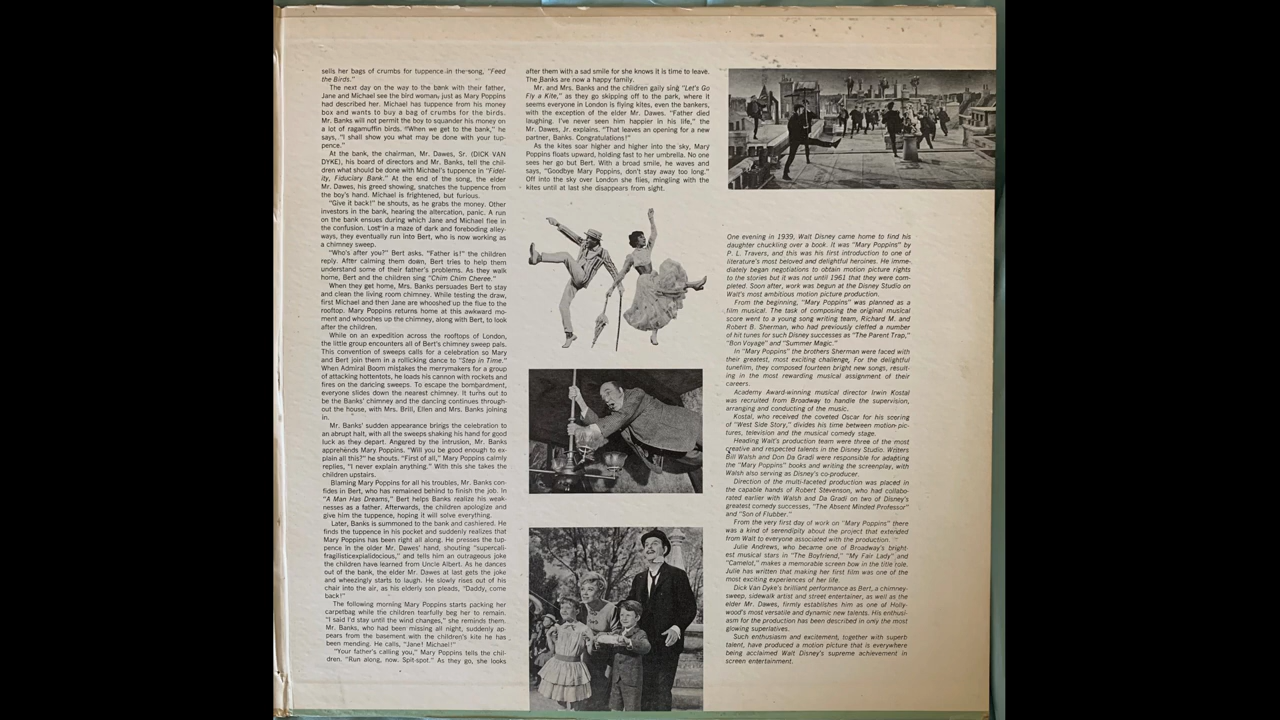 sells her bags of crumbs for tuppence in the song, "Feed
the Birds."
The next day on the way to the bank with their father,
Jane and Michael see the bird woman, just as Mary Poppins
had described her. Michael has tuppence from his money
box and wants to buy a bag of crumbs for the birds.
Mr. Banks will not permit the boy to squander his money on
a lot of ragamuffin birds. "When we get to the bank," he
says, "I shall show you what may be done with your tup-
pence."
At the bank, the chairman, Mr. Dawes, Sr. (DICK VAN
DYKE), his board of directors and Mr. Banks, tell the chil-
dren what should be done with Michael's tuppence in "Fidel-
ity, Fiduciary Bank." At the end of the song, the elder
Mr. Dawes, his greed showing, snatches the tuppence from
the boy's hand. Michael is frightened, but furious.
"Give it back!" he shouts, as he grabs the money. Other
investors in the bank, hearing the altercation, panic. A run
on the bank ensues during which Jane and Michael flee in
the confusion. Lost in a maze of dark and foreboding alley-
ways, they eventually run into Bert, who is now working as
a chimney sweep.
"Who's after you?" Bert asks. "Father is!" the children
reply. After calming them down, Bert tries to help them
understand some of their father's problems. As they walk
home, Bert and the children sing "Chim Chim Cheree."
When they get home, Mrs. Banks persuades Bert to stay
and clean the living room chimney. While testing the draw,
first Michael and then Jane are whooshed up the flue to the
rooftop. Mary Poppins returns home at this awkward mo-
ment and whooshes up the chimney, along with Bert, to look
after the children.
While on an expedition across the rooftops of London,
the little group encounters all of Bert's chimney sweep pals.
This convention of sweeps calls for a celebration so Mary
and Bert join them in a rollicking dance to "Step in Time."
When Admiral Boom mistakes the merrymakers for a group
of attacking hottentots, he loads his cannon with rockets and
fires on the dancing sweeps. To escape the bombardment,
everyone slides down the nearest chimney. It turns out to
be the Banks' chimney and the dancing continues through-
out the house, with Mrs. Brill, Ellen and Mrs. Banks joining
in.
Mr. Banks' sudden appearance brings the celebration to
an abrupt halt, with all the sweeps shaking his hand for good
luck as they depart. Angared by the intrusion, Mr. Banks
apprehends Mary Poppins. "Will you be good enough to ex-
plain all this?" he shouts. "First of all," Mary Poppins calmly
replies, "I never explain anything." With this she takes the
children upstairs.
Blaming Mary Poppins for all his troubles, Mr. Banks con-
fides in Bert, who has remained behind to finish the job. In
"A Man Has Dreams," Bert helps Banks realize his weak-
nesses as a father. Afterwards, the children apologize and
give him the tuppence, hoping it will solve everything.
Later, Banks is summoned to the bank and cashiered. He
finds the tuppence in his pocket and suddenly realizes that
Mary Poppins has been right all along. He presses the tup-
pence in the older Mr. Dawes' hand, shouting "supercali-
fragilisticexpialidocious," and tells him an outrageous joke
the children have learned from Uncle Albert. As he dances
out of the bank, the elder Mr. Dawes at last gets the joke
and wheezingly starts to laugh. He slowly rises out of his
chair into the air, as his elderly son pleads, "Daddy, come
back!"
The following morning Mary Poppins starts packing her
carpetbag while the children tearfully beg her to remain.
"I said I'd stay until the wind changes," she reminds them.
Mr. Banks, who had been missing all night, suddenly ap-
pears from the basement with the children's kite he has
been mending. He calls, "Jane! Michael!"
"Your father's calling you," Mary Poppins tells the chil-
dren. "Run along, now. Spit-spot." As they go, she looks
after them with a sad smile for she knows it is time to leave.
The Banks are now a happy family.
Mr. and Mrs. Banks and the children gaily sing "Let's Go
Fly a Kite," as they go skipping off to the park, where it
seems everyone in London is flying kites, even the bankers,
with the exception of the elder Mr. Dawes. "Father died
laughing. I've never seen him happier in his life," the
Mr. Dawes, Jr. explains. "That leaves an opening for a new
partner, Banks. Congratulations!"
As the kites soar higher and higher into the sky, Mary
Poppins floats upward, holding fast to her umbrella. No one
sees her go but Bert. With a broad smile, he waves and
says, "Goodbye Mary Poppins, don't stay away too long."
Off into the sky over London she flies, mingling with the
kites until at last she disappears from sight.
One evening in 1939, Walt Disney came home to find his
daughter chuckling over a book. It was "Mary Poppins" by
P. L. Travers, and this was his first introduction to one of
literature's most beloved and delightful heroines. He imme-
diately began negotiations to obtain motion picture rights
to the stories but it was not until 1961 that they were com-
pleted. Soon after, work was begun at the Disney Studio on
Walt's most ambitious motion picture production.
From the beginning, "Mary Poppins" was planned as a
film musical. The task of composing the original musical
score went to a young song writing team, Richard M. and
Robert B. Sherman, who had previously cleffed a number
of hit tunes for such Disney successes as "The Parent Trap,"
"Bon Voyage" and "Summer Magic."
In "Mary Poppins" the brothers Sherman were faced with
their greatest, most exciting challenge. For the delightful
tunefilm, they composed fourteen bright new songs, result-
ing in the most rewarding musical assignment of their
careers.
Academy Award-winning musical director Irwin Kostal
was recruited from Broadway to handle the supervision,
arranging and conducting of the music.
Kostal, who received the coveted Oscar for his scoring
of "West Side Story," divides his time between motion pic-
tures, television and the musical comedy stage.
Heading Walt's production team were three of the most
creative and respected talents in the Disney Studio. Writers
Bill Walsh and Don Da Gradi were responsible for adapting
the "Mary Poppins" books and writing the screenplay, with
Walsh also serving as Disney's co-producer.
Direction of the multi-faceted production was placed in
the capable hands of Robert Stevenson, who had collabo-
rated earlier with Walsh and Da Gradi on two of Disney's
greatest comedy successes, "The Absent Minded Professor"
and "Son of Flubber."
From the very first day of work on "Mary Poppins" there
was a kind of serendipity about the project that extended
from Walt to everyone associated with the production.
Julie Andrews, who became one of Broadway's bright-
est musical stars in "The Boyfriend," "My Fair Lady" and
"Camelot," makes a memorable screen bow in the title role.
Julie has written that making her first film was one of the
most exciting experiences of her life.
Dick Van Dyke's brilliant performance as Bert, a chimney-
sweep, sidewalk artist and street entertainer, as well as the
elder Mr. Dawes, firmly establishes him as one of Holly-
wood's most versatile and dynamic new talents. His enthusi-
asm for the production has been described in only the most
glowing superlatives.
Such enthusiasm and excitement, together with superb
talent, have produced a motion picture that is everywhere
being acclaimed Walt Disney's supreme achievement in
screen entertainment.